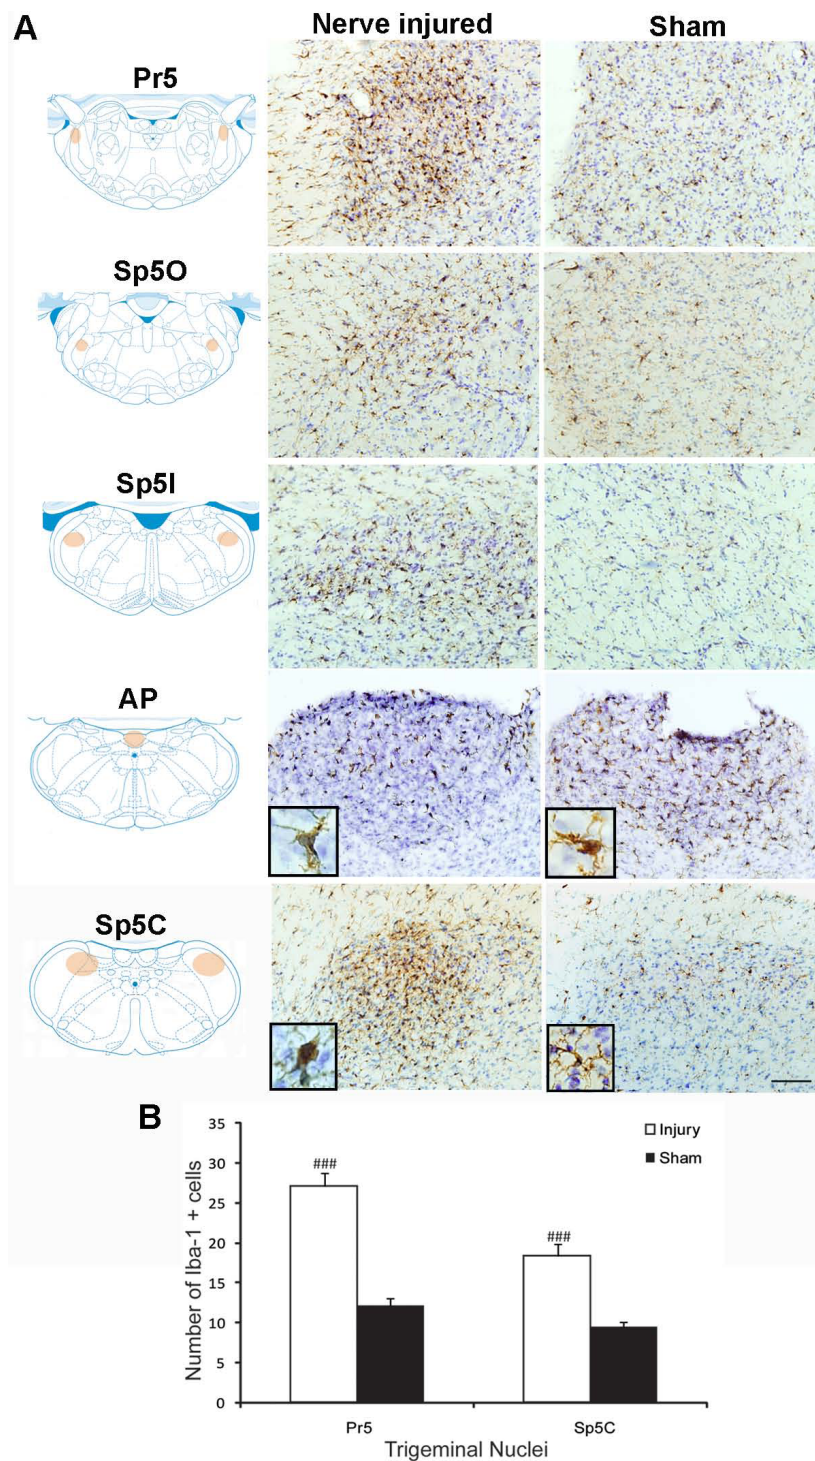 A
Nerve injured
Sham
Pr5
Sp5O
Sp5I
AP
Sp5C
B
35
30
25
20
15
10
5
0
Number of Iba-1 + cells
###
###
Injury
Sham
Pr5
Sp5C
Trigeminal Nuclei